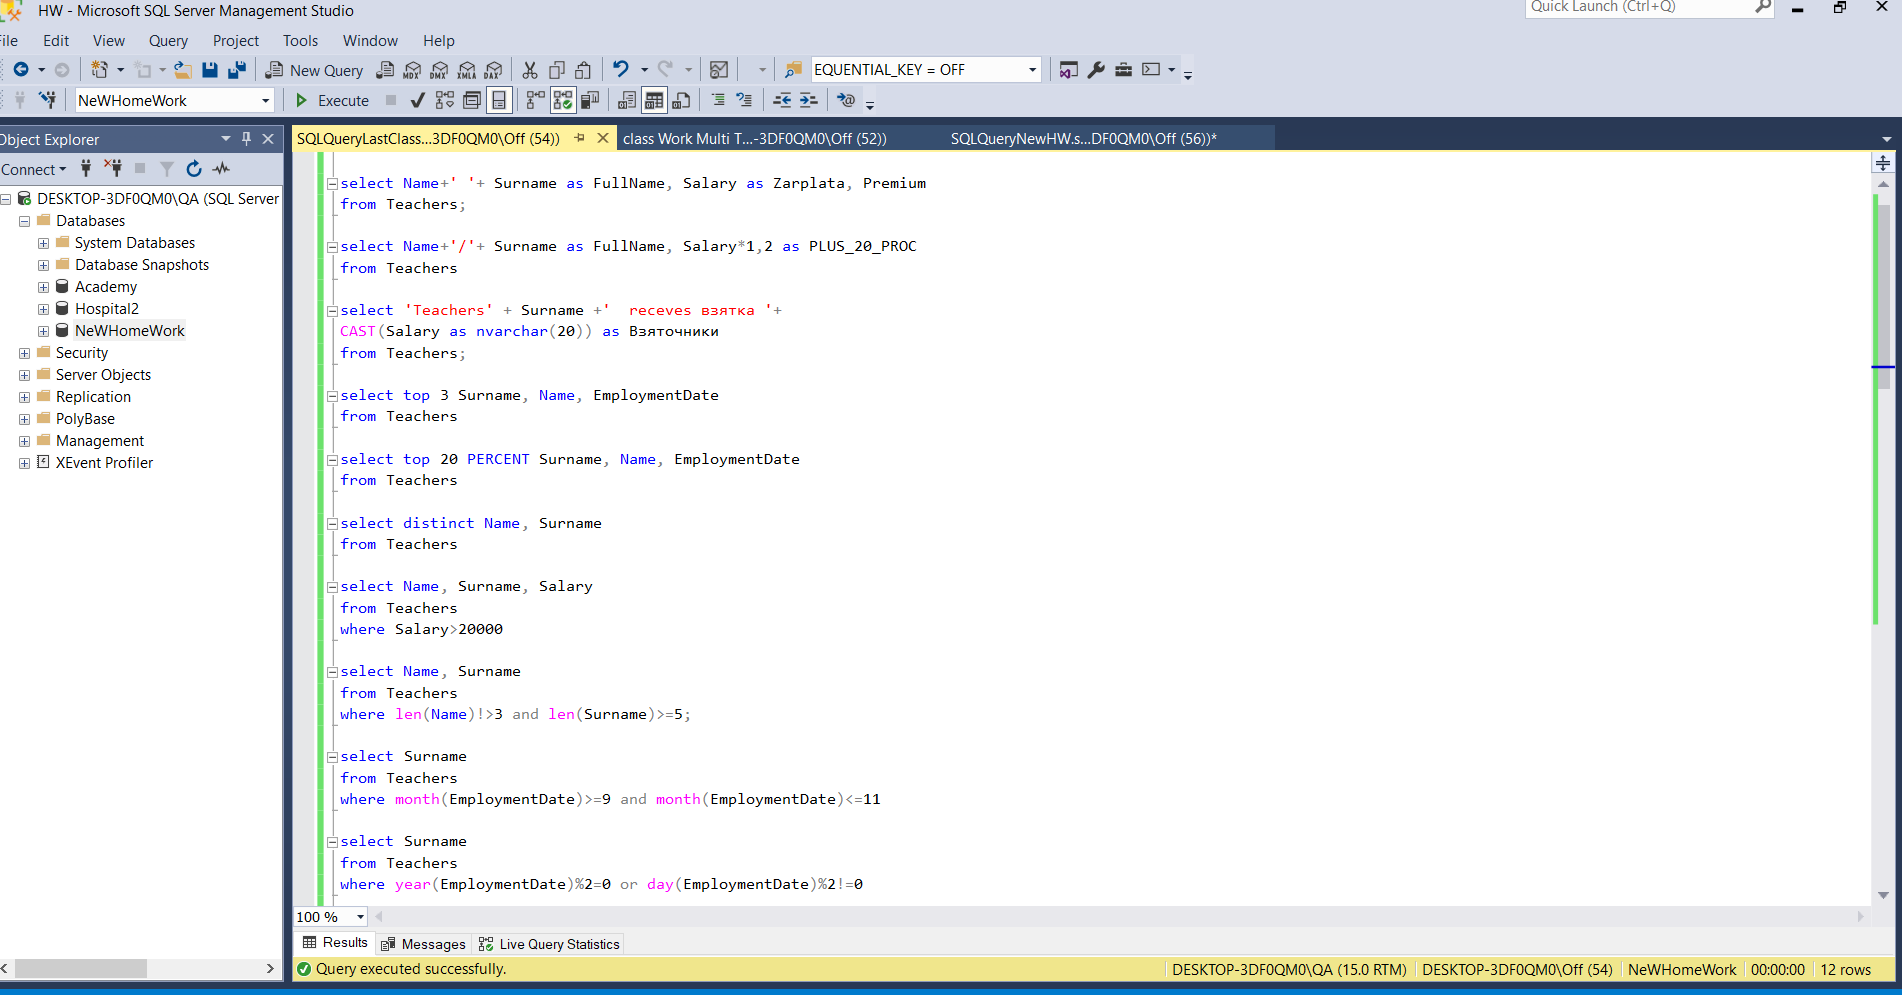 HW - Microsoft SQL Server Management Studio
Quick Launch (Ctrl+Q)
ile Edit View Query Project Tools Window Help
New Query
MDX DMX XMLA DAX
EQUENTIAL_KEY = OFF
NeWHomeWork
Execute
Object Explorer
SQLQueryLastClass...3DF0QM0\Off (54))
class Work Multi T...-3DF0QM0\Off (52))
SQLQueryNewHW.s...DF0QM0\Off (56))*
Connect
DESKTOP-3DF0QM0\QA (SQL Server
Databases
System Databases
Database Snapshots
Academy
Hospital2
NeWHomeWork
Security
Server Objects
Replication
PolyBase
Management
XEvent Profiler
select Name+' '+ Surname as FullName, Salary as Zarplata, Premium
from Teachers;
select Name+'/'+ Surname as FullName, Salary*1,2 as PLUS_20_PROC
from Teachers
select 'Teachers' + Surname +'  receves взятка '+
CAST(Salary as nvarchar(20)) as Взяточники
from Teachers;
select top 3 Surname, Name, EmploymentDate
from Teachers
select top 20 PERCENT Surname, Name, EmploymentDate
from Teachers
select distinct Name, Surname
from Teachers
select Name, Surname, Salary
from Teachers
where Salary>20000
select Name, Surname
from Teachers
where len(Name)!>3 and len(Surname)>=5;
select Surname
from Teachers
where month(EmploymentDate)>=9 and month(EmploymentDate)<=11
select Surname
from Teachers
where year(EmploymentDate)%2=0 or day(EmploymentDate)%2!=0
100 %
Results Messages Live Query Statistics
Query executed successfully.
DESKTOP-3DF0QM0\QA (15.0 RTM)
DESKTOP-3DF0QM0\Off (54)
NeWHomeWork
00:00:00
12 rows